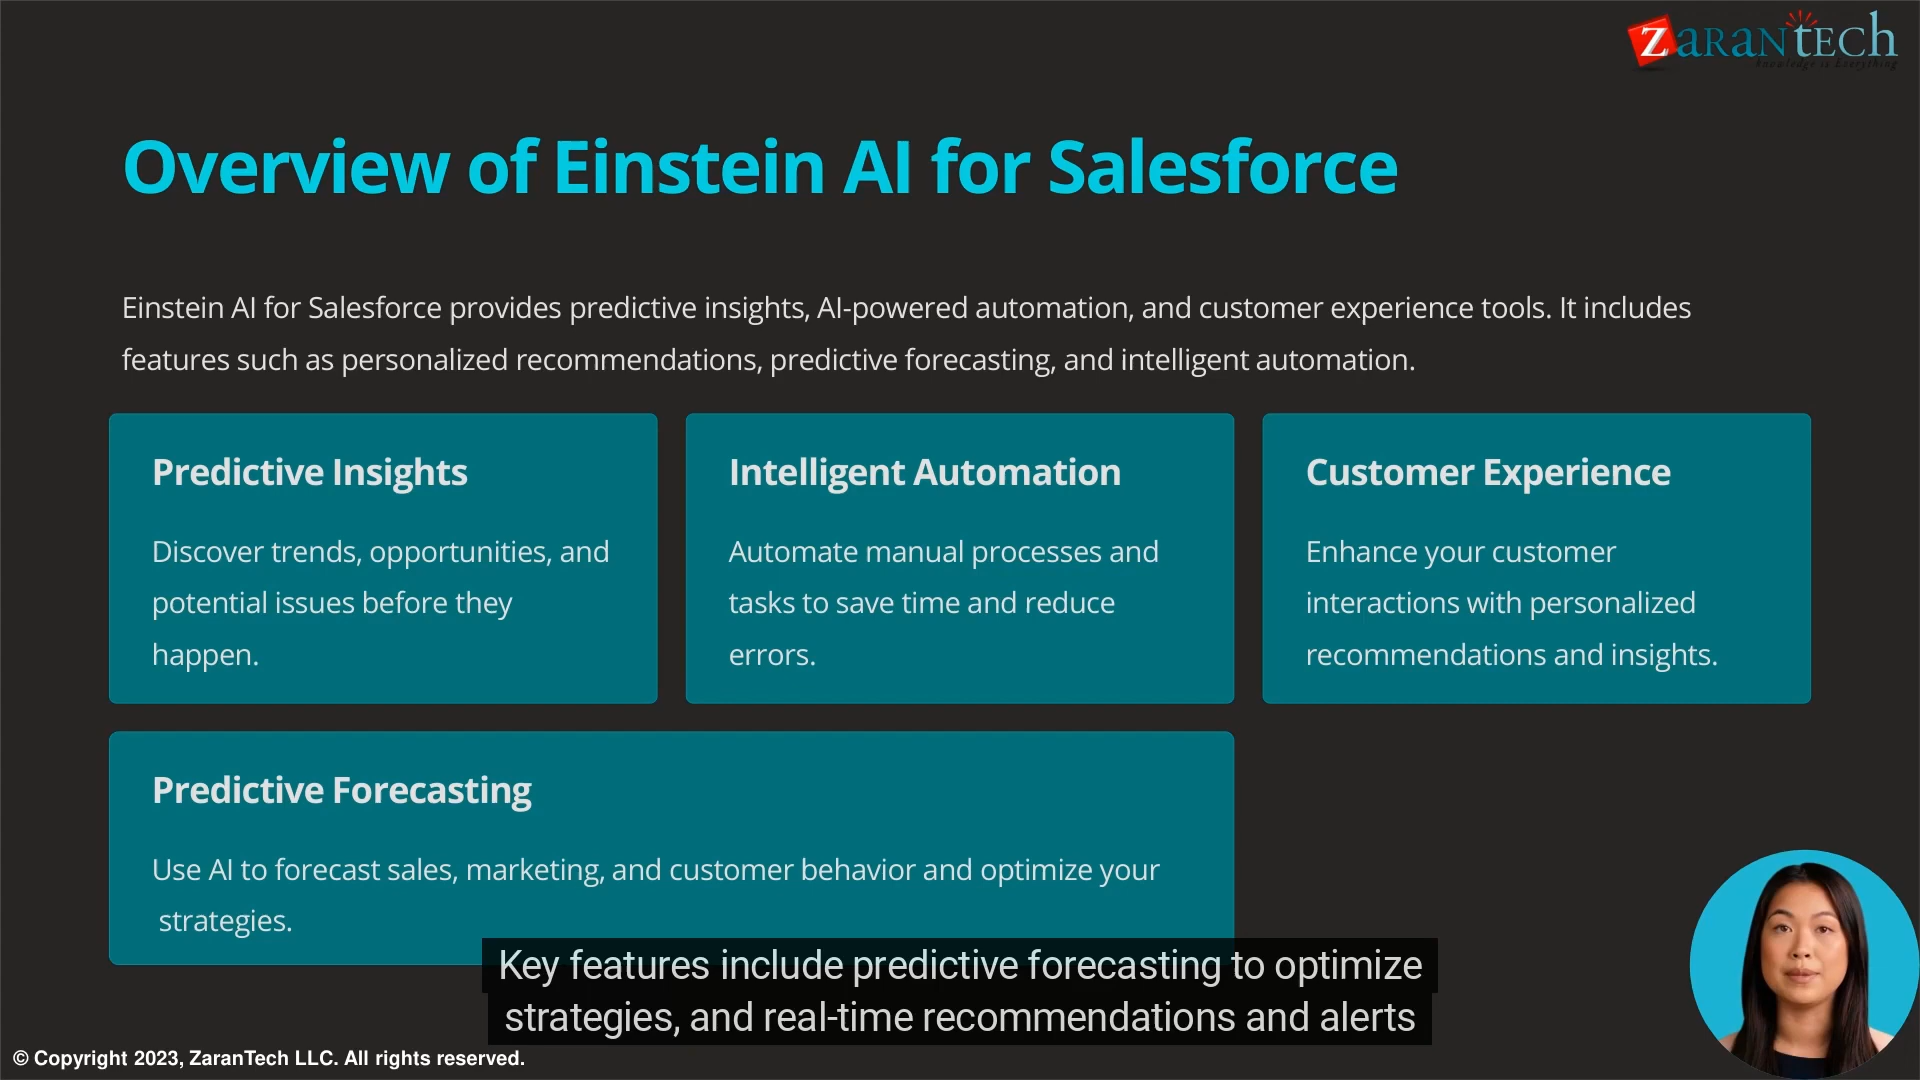 ZaranTech
knowledge is Everything
Overview of Einstein AI for Salesforce
Einstein AI for Salesforce provides predictive insights, AI-powered automation, and customer experience tools. It includes
features such as personalized recommendations, predictive forecasting, and intelligent automation.
Predictive Insights
Discover trends, opportunities, and
potential issues before they
happen.
Intelligent Automation
Automate manual processes and
tasks to save time and reduce
errors.
Customer Experience
Enhance your customer
interactions with personalized
recommendations and insights.
Predictive Forecasting
Use AI to forecast sales, marketing, and customer behavior and optimize your
strategies.
Key features include predictive forecasting to optimize
strategies, and real-time recommendations and alerts
© Copyright 2023, ZaranTech LLC. All rights reserved.